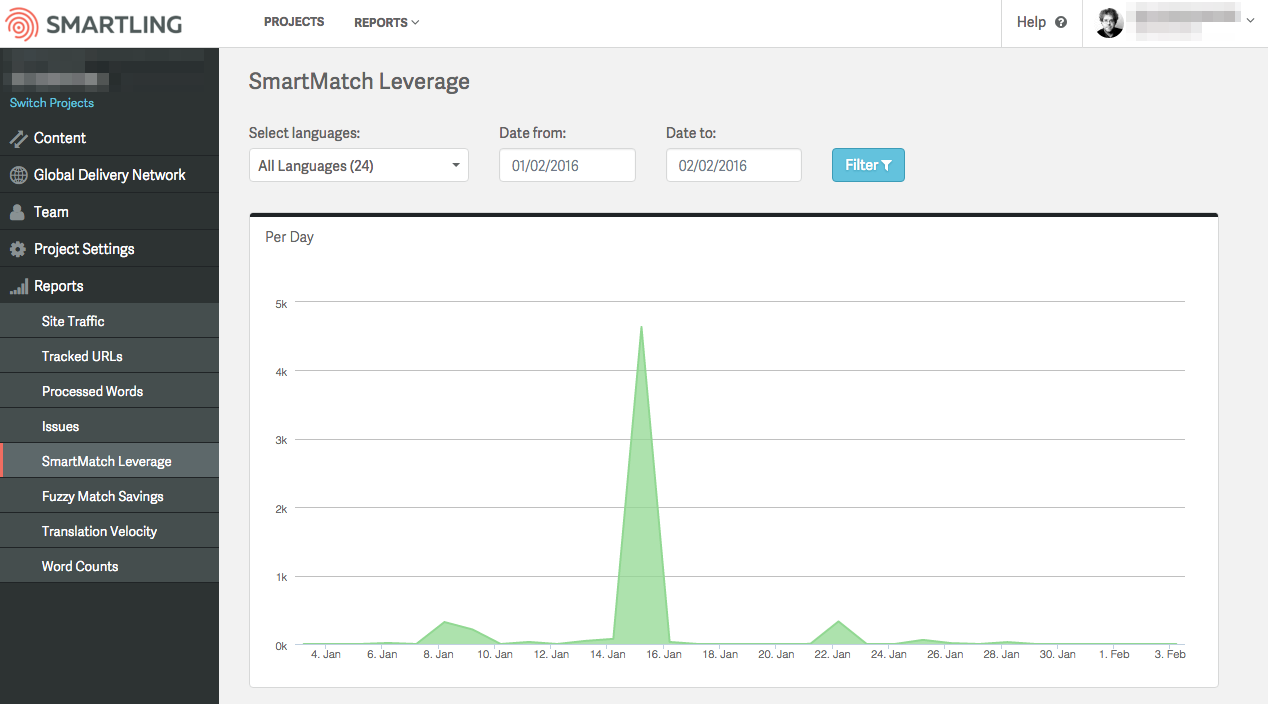 SMARTLING
PROJECTS REPORTS
Help ?
Switch Projects
Content
Global Delivery Network
Team
Project Settings
Reports
Site Traffic
Tracked URLs
Processed Words
Issues
SmartMatch Leverage
Fuzzy Match Savings
Translation Velocity
Word Counts
SmartMatch Leverage
Select languages: Date from: Date to:
All Languages (24) 01/02/2016 02/02/2016 Filter
Per Day
5k
4k
3k
2k
1k
0k
4. Jan 6. Jan 8. Jan 10. Jan 12. Jan 14. Jan 16. Jan 18. Jan 20. Jan 22. Jan 24. Jan 26. Jan 28. Jan 30. Jan 1. Feb 3. Feb